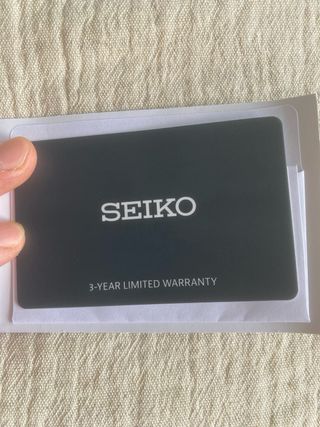 SEIKO
3-YEAR LIMITED WARRANTY